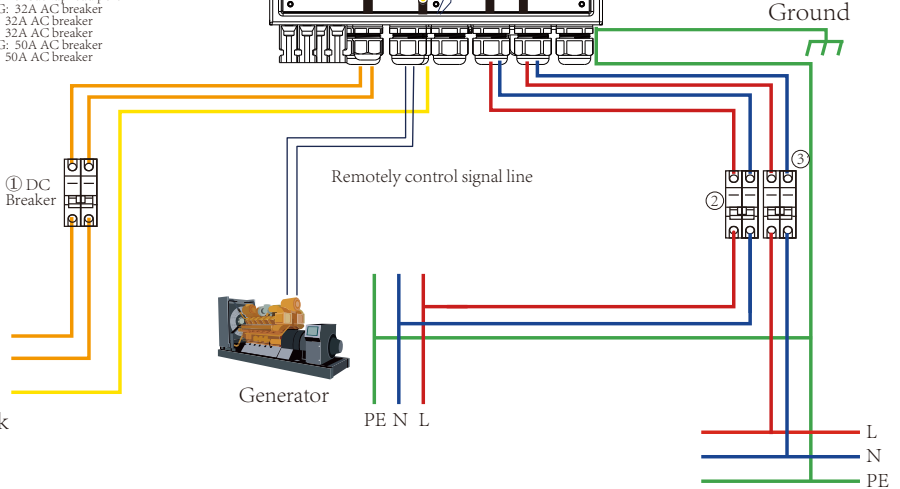 G: 32A AC breaker
32A AC breaker
32A AC breaker
G: 50A AC breaker
50A AC breaker
Ground
① DC
Breaker
Remotely control signal line
②
③
Generator
PE N L
k
L
N
PE